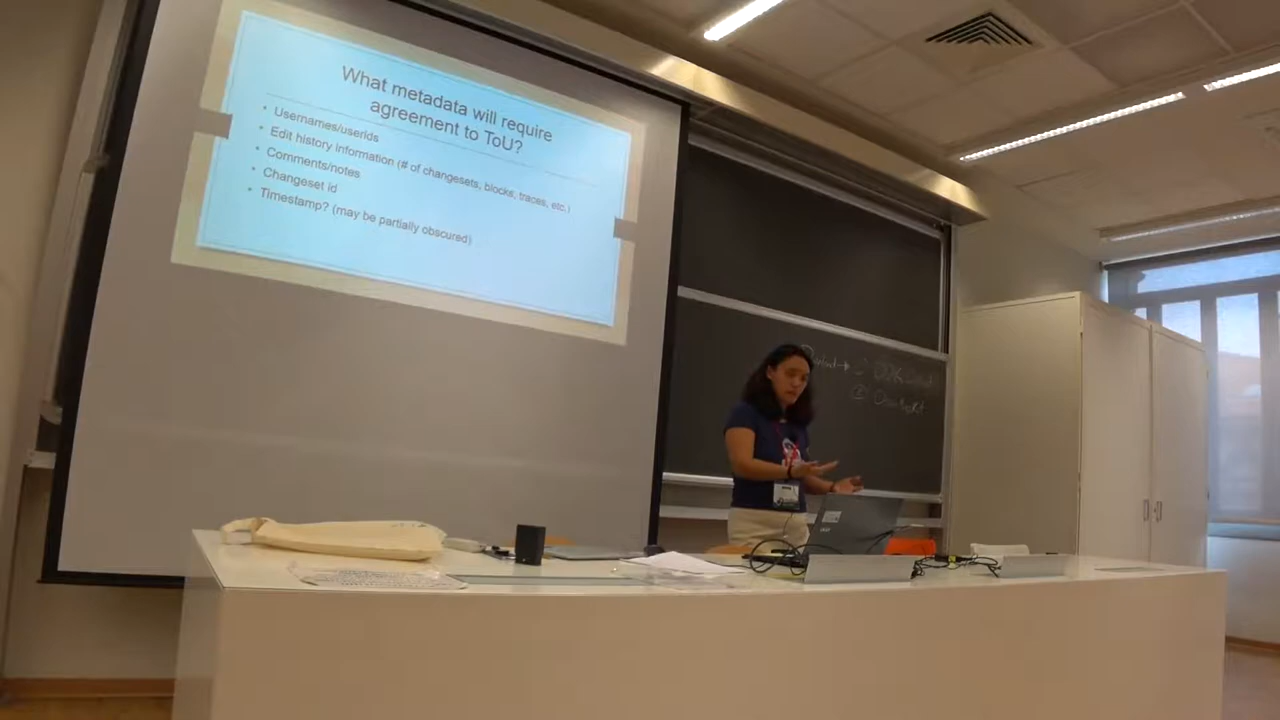 What metadata will require
agreement to ToU?
• Usernames/userids
• Edit history information (# of changesets, blocks, traces, etc.)
• Comments/notes
• Changeset id
• Timestamp? (may be partially obscured)
acer